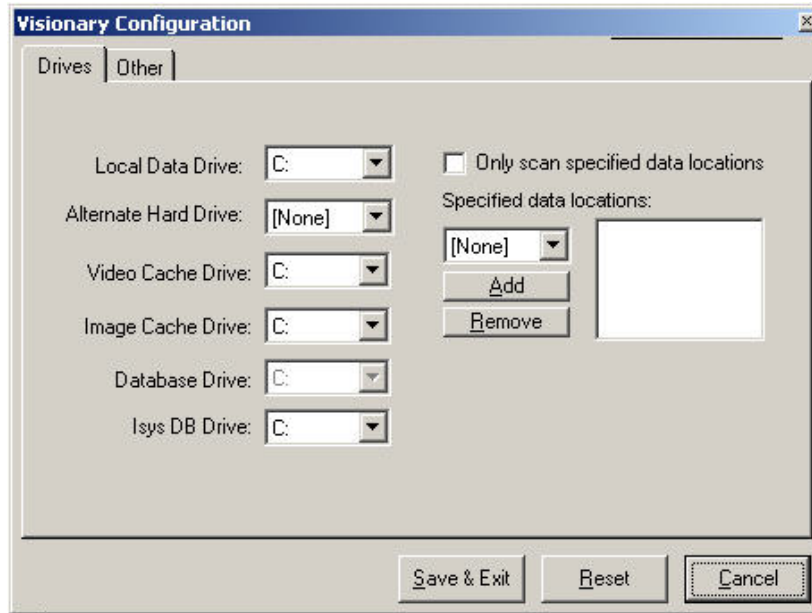 Visionary Configuration
Drives
Other
Local Data Drive: C:
Alternate Hard Drive: [None]
Video Cache Drive: C:
Image Cache Drive: C:
Database Drive: C:
Isys DB Drive: C:
Only scan specified data locations
Specified data locations:
[None]
Add
Remove
Save & Exit
Reset
Cancel